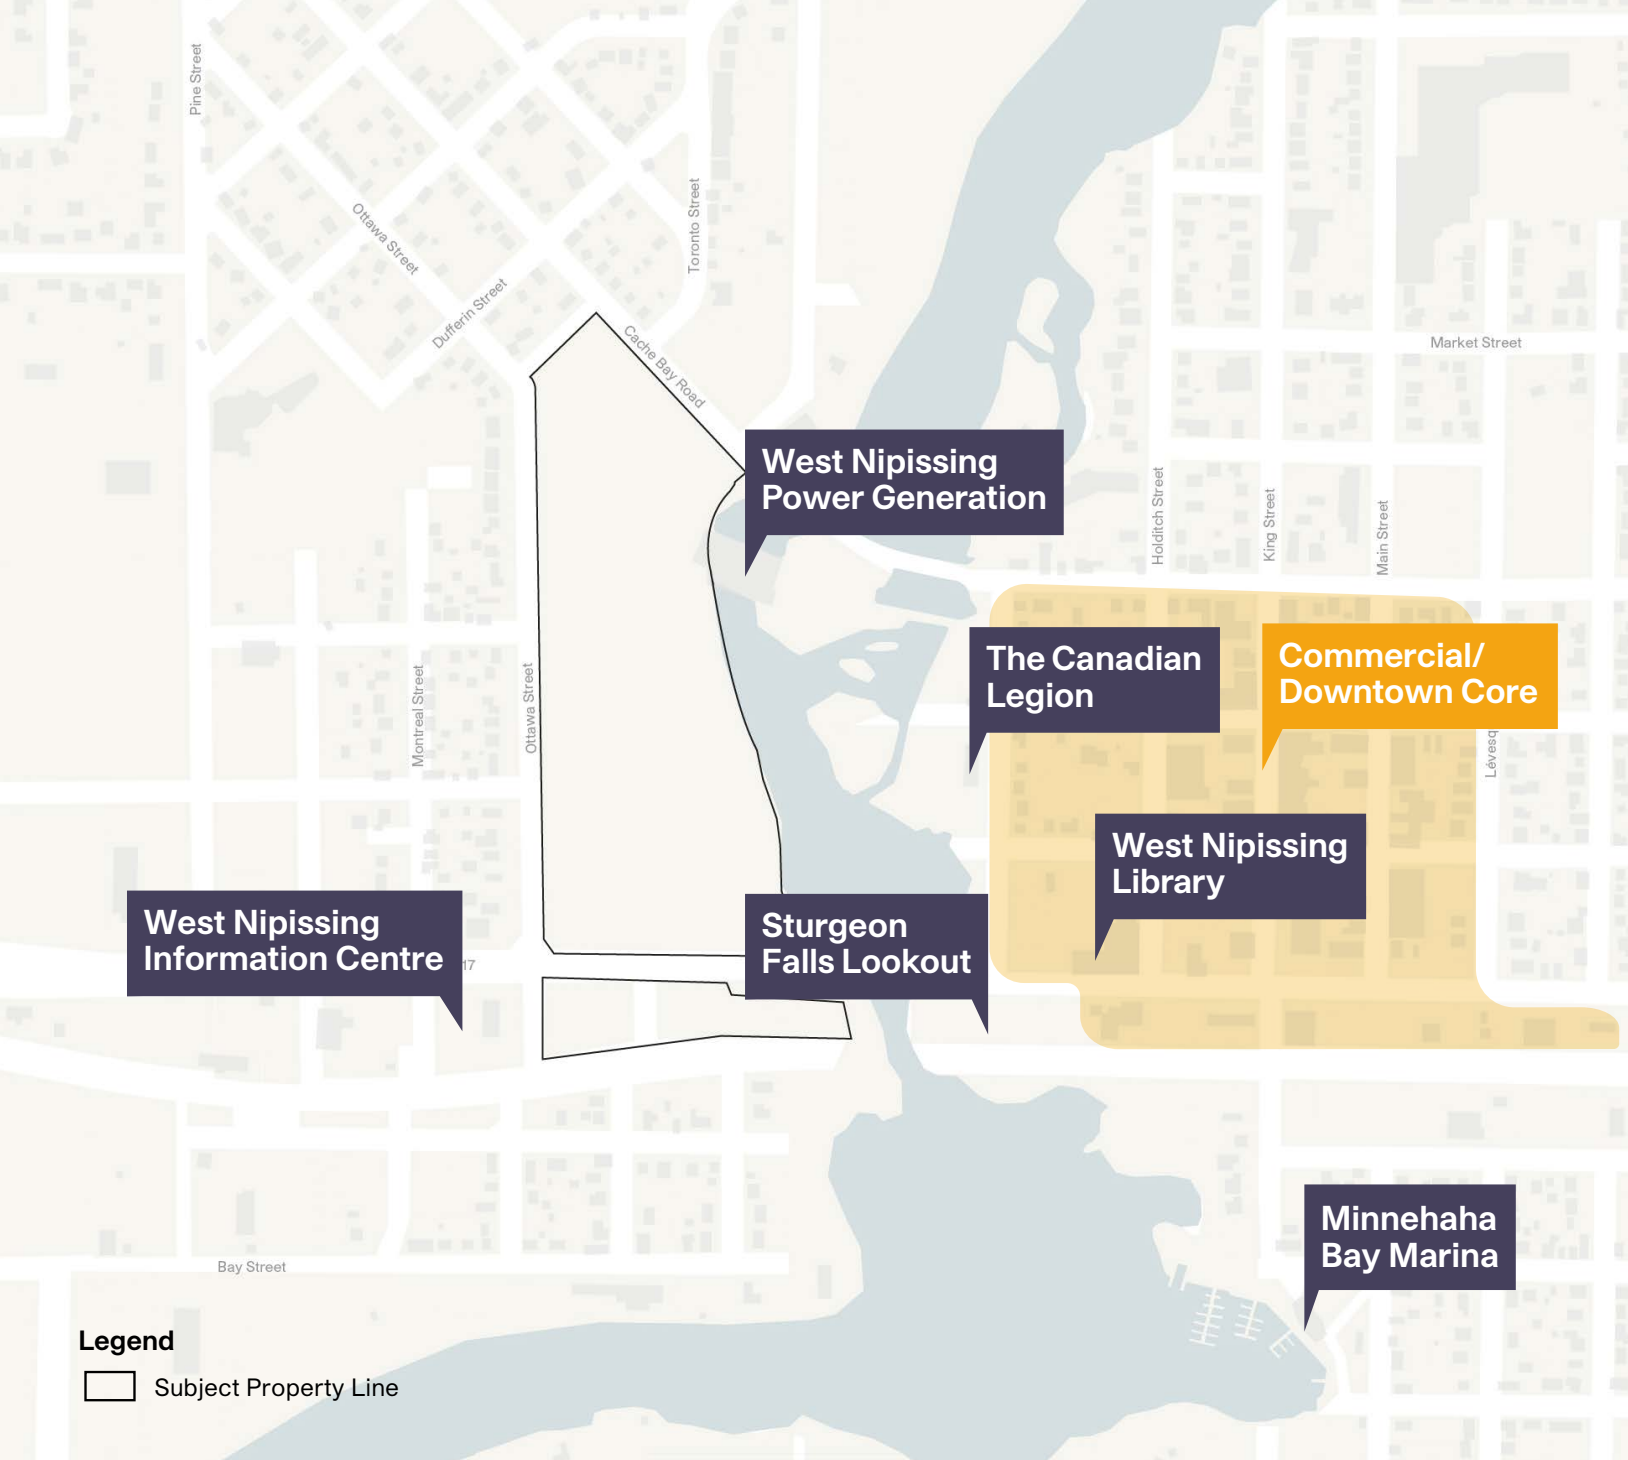 Pine Street
Ottawa Street
Dufferin Street
Toronto Street
Cache Bay Road
Market Street
West Nipissing
Power Generation
Holditch Street
King Street
Main Street
The Canadian
Legion
Commercial/
Downtown Core
Montreal Street
Ottawa Street
Lévesq
West Nipissing
Library
West Nipissing
Information Centre
17
Sturgeon
Falls Lookout
Minnehaha
Bay Marina
Bay Street
Legend
Subject Property Line